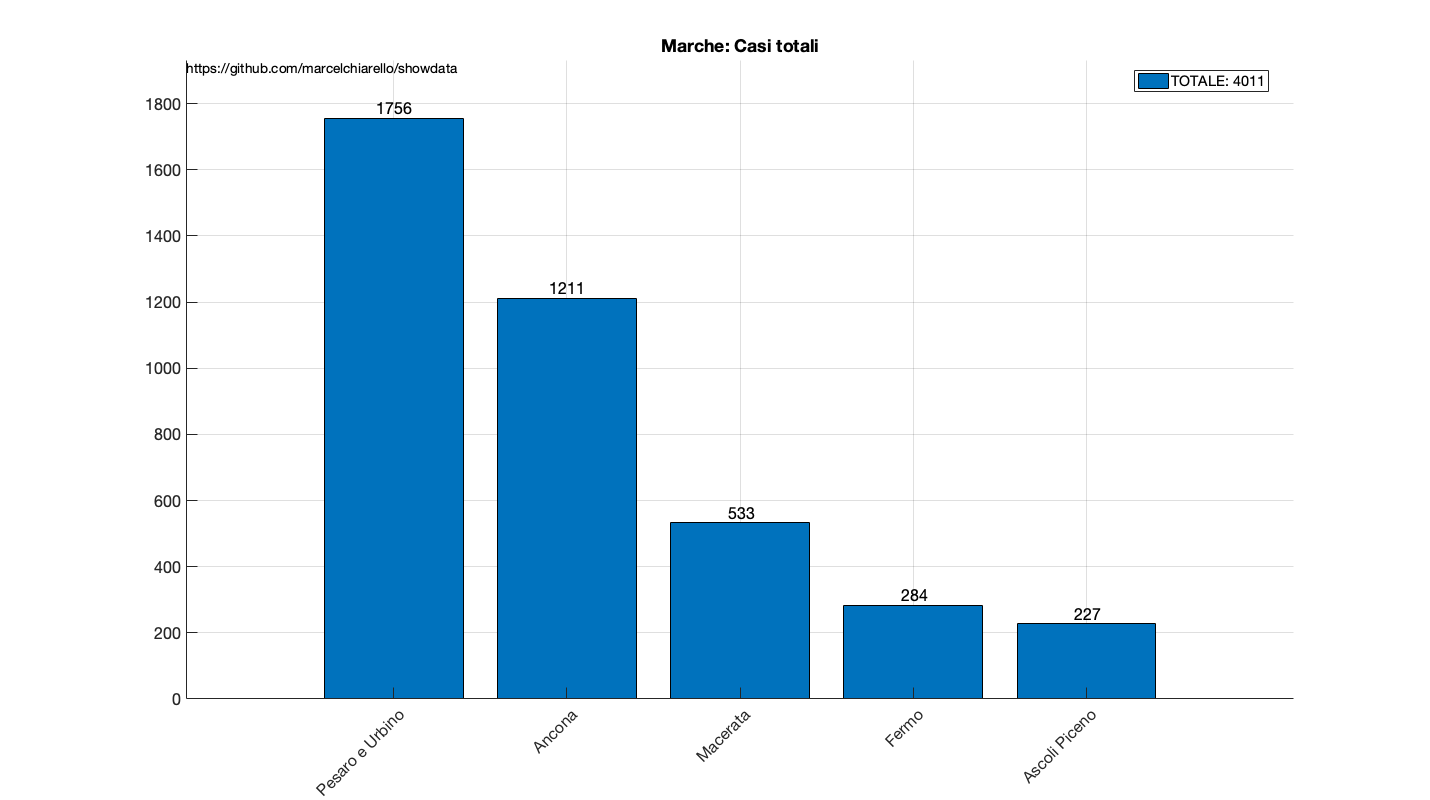 Marche: Casi totali
https://github.com/marcelchiarello/showdata
TOTALE: 4011
1800
1600
1400
1200
1000
800
600
400
200
0
1756
1211
533
284
227
Pesaro e Urbino
Ancona
Macerata
Fermo
Ascoli Piceno